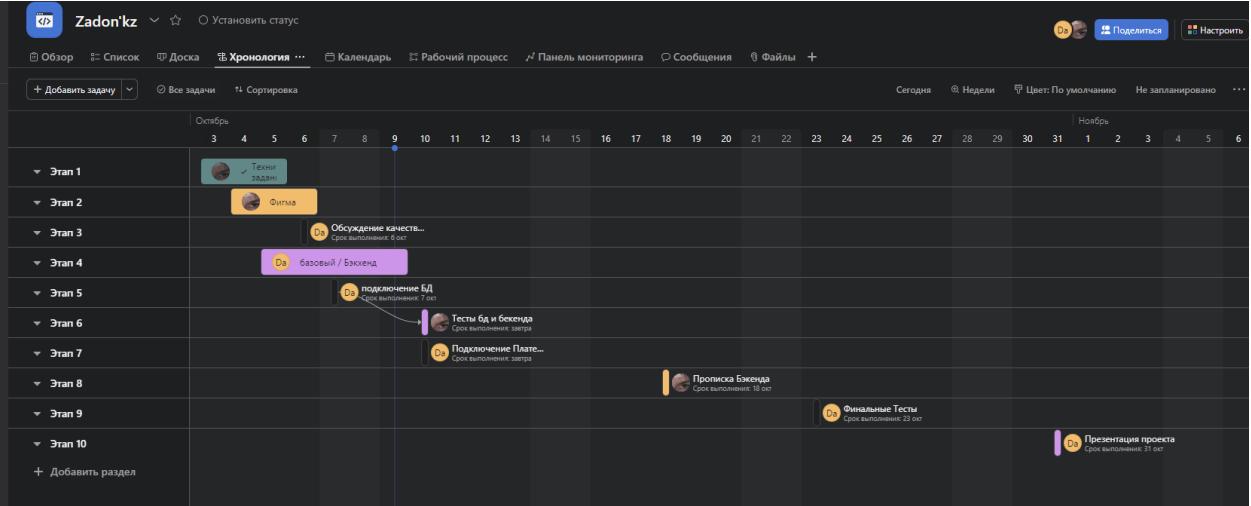 Zadon'kz
Установить статус
Da
Поделиться
Настроить
Обзор
Список
Доска
Хронология ...
Календарь
Рабочий процесс
Панель мониторинга
Сообщения
Файлы +
+ Добавить задачу
Все задачи
Сортировка
Сегодня
Недели
Цвет: По умолчанию
Не запланировано ...
Октябрь
Ноябрь
3 4 5 6 7 8 9 10 11 12 13 14 15 16 17 18 19 20 21 22 23 24 25 26 27 28 29 30 31 1 2 3 4 5 6
Этап 1
Техни
задани
Этап 2
Фигма
Этап 3
Da
Обсуждение качеств...
Срок выполнения: 6 окт
Этап 4
Da
базовый / Бэкхенд
Этап 5
Da
подключение БД
Срок выполнения: 7 окт
Этап 6
Тесты бд и бекенда
Срок выполнения: завтра
Этап 7
Da
Подключение Плате...
Срок выполнения: завтра
Этап 8
Прописка Бэкенда
Срок выполнения: 18 окт
Этап 9
Da
Финальные Тесты
Срок выполнения: 23 окт
Этап 10
Da
Презентация проекта
Срок выполнения: 31 окт
+ Добавить раздел